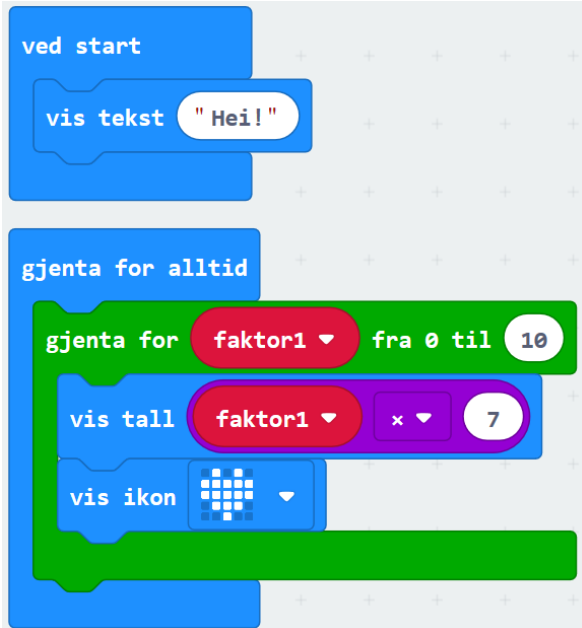 ved start
vis tekst "Hei!"
gjenta for alltid
gjenta for faktor1 fra 0 til 10
vis tall faktor1 × 7
vis ikon